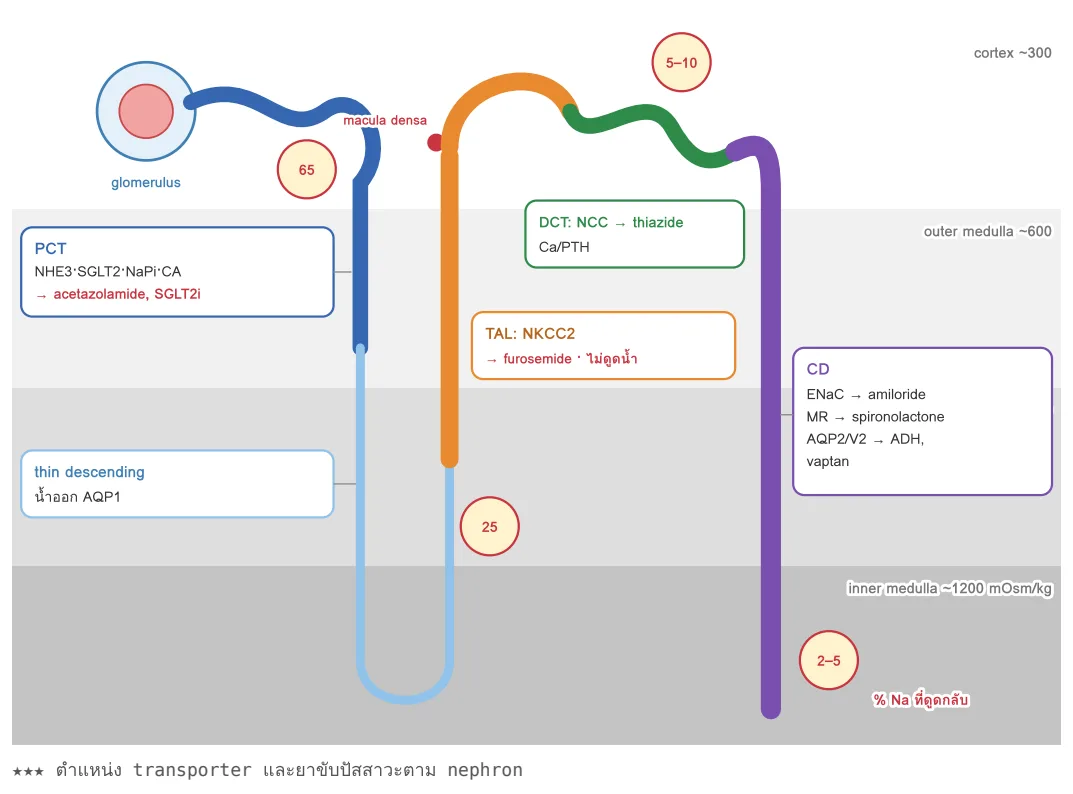 cortex ~300
5–10
macula densa
65
glomerulus
outer medulla ~600
DCT: NCC → thiazide
Ca/PTH
PCT
NHE3·SGLT2·NaPi·CA
→ acetazolamide, SGLT2i
TAL: NKCC2
→ furosemide · ไม่ดูดน้ำ
CD
ENaC → amiloride
MR → spironolactone
AQP2/V2 → ADH,
vaptan
thin descending
น้ำออก AQP1
25
inner medulla ~1200 mOsm/kg
2–5
% Na ที่ดูดกลับ
★★★ ตำแหน่ง transporter และยาขับปัสสาวะตาม nephron